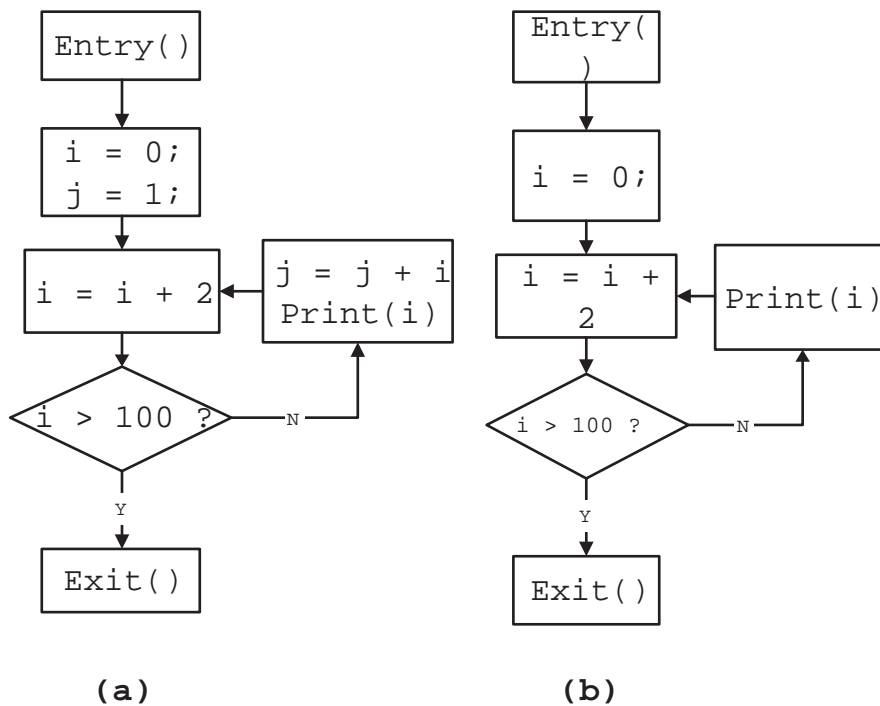 Entry()
i = 0;
j = 1;
i = i + 2
j = j + i
Print(i)
i > 100 ?
N
Y
Exit()
(a)
Entry(
)
i = 0;
i = i +
2
Print(i)
i > 100 ?
N
Y
Exit()
(b)